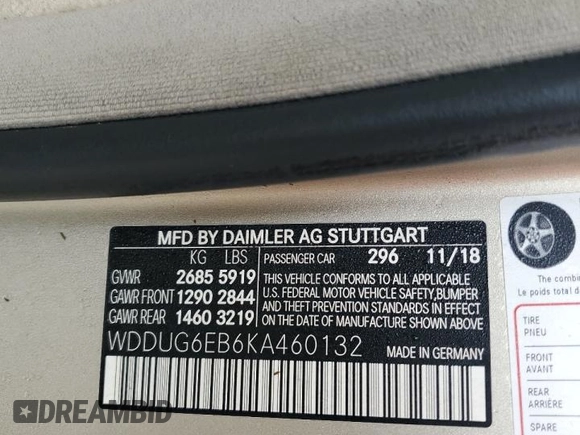 MFD BY DAIMLER AG STUTTGART
KG LBS PASSENGER CAR 296 11/18
GVWR 2685 5919
GAWR FRONT 1290 2844
GAWR REAR 1460 3219
THIS VEHICLE CONFORMS TO ALL APPLICABLE
U.S. FEDERAL MOTOR VEHICLE SAFETY, BUMPER
AND THEFT PREVENTION STANDARDS IN EFFECT
ON THE DATE OF MANUFACTURE SHOWN ABOVE.
WDDUG6EB6KA460132 MADE IN GERMANY
The combin
Le poids total d
TIRE
PNEU
FRONT
AVANT
REAR
ARRIÈRE
SPARE
DREAMBID